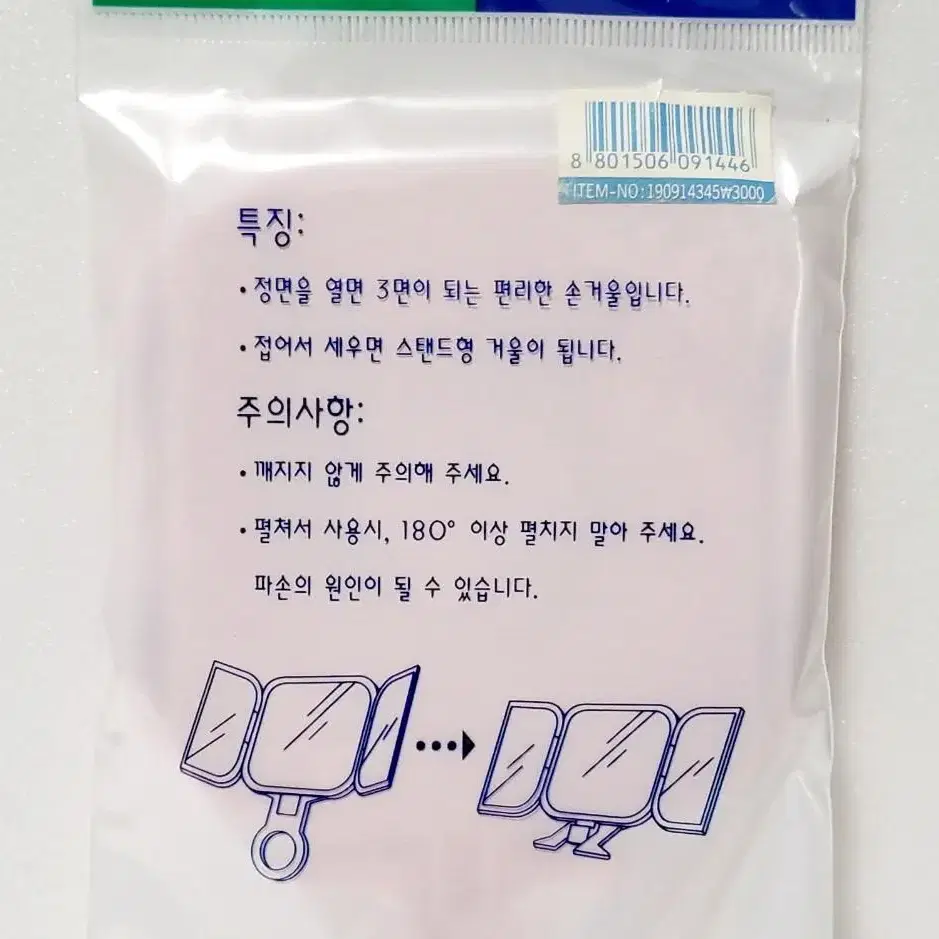 8 801506 091446
ITEM-NO:190914345₩3000
특징:
• 정면을 열면 3면이 되는 편리한 손거울입니다.
• 접어서 세우면 스탠드형 거울이 됩니다.
주의사항:
• 깨지지 않게 주의해 주세요.
• 펼쳐서 사용시, 180° 이상 펼치지 말아 주세요.
파손의 원인이 될 수 있습니다.